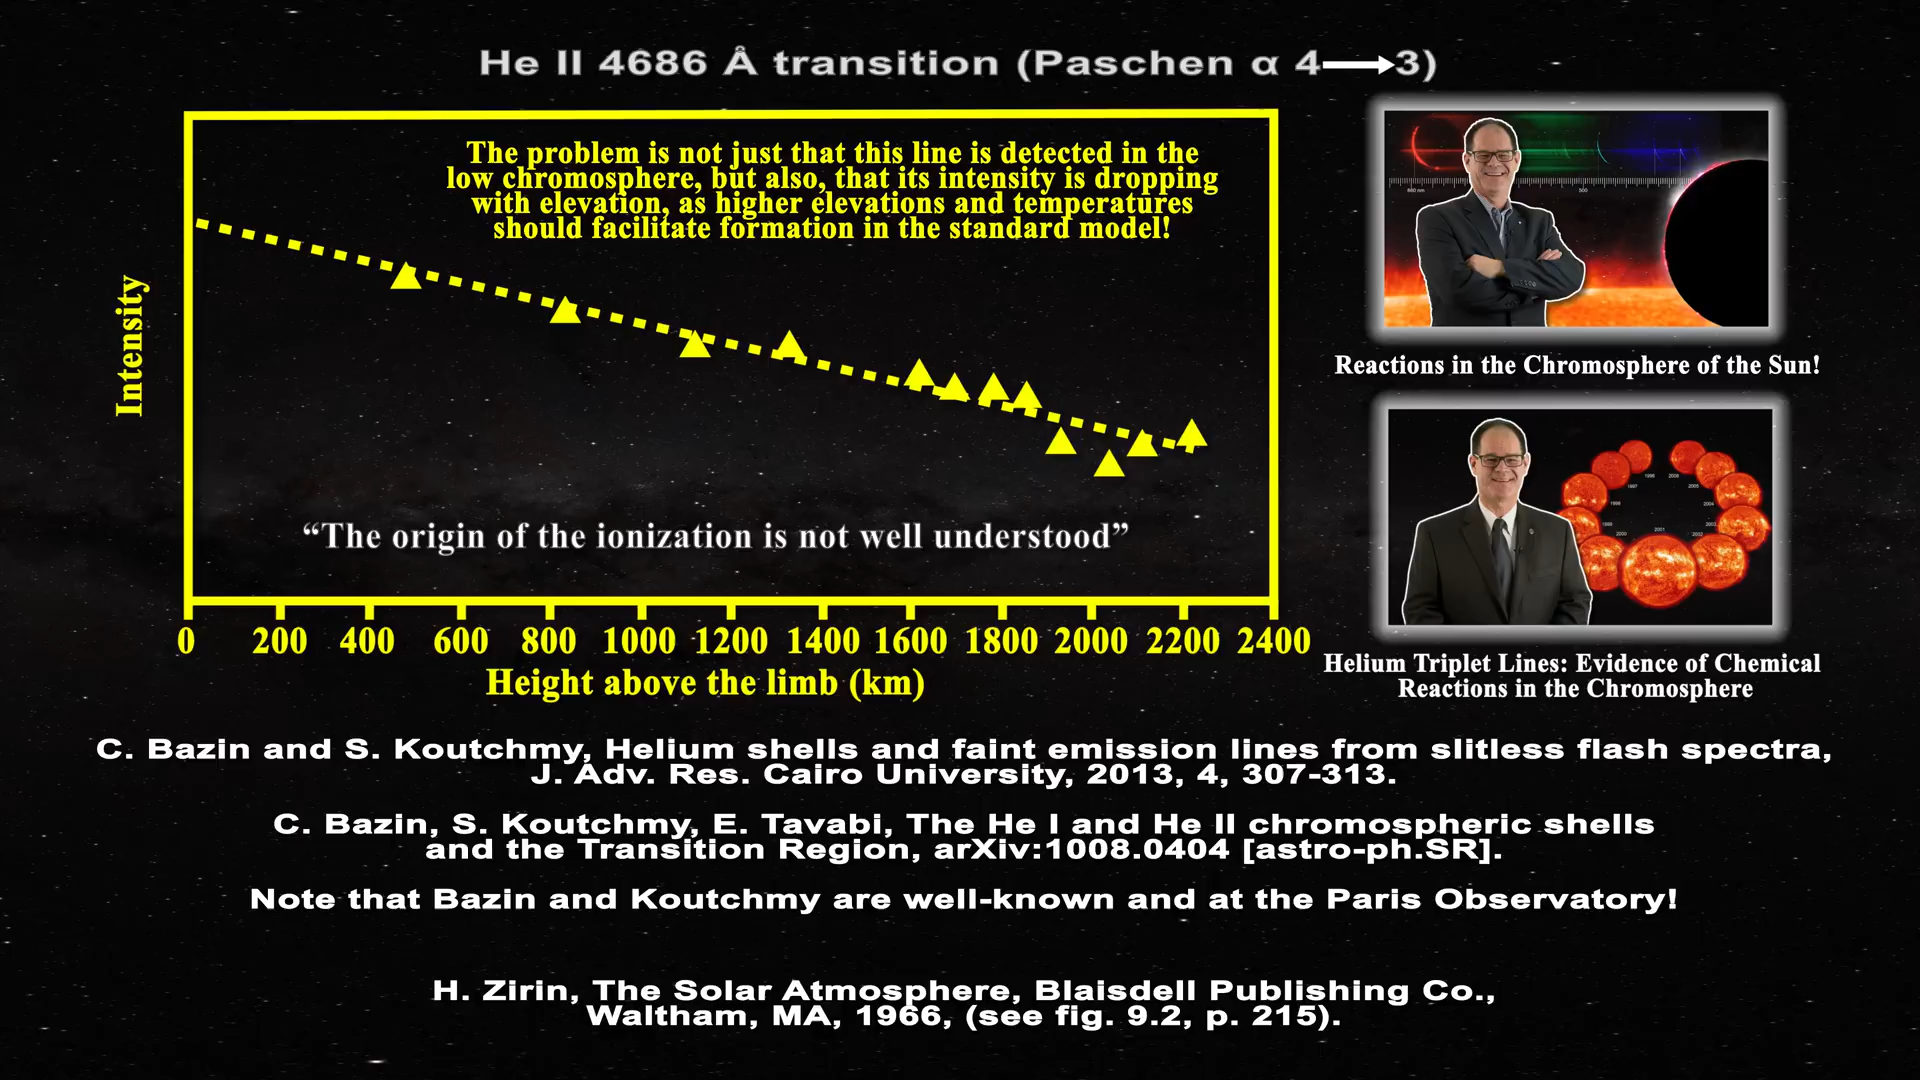 He II 4686 Å transition (Paschen α 4→3)
The problem is not just that this line is detected in the
low chromosphere, but also, that its intensity is dropping
with elevation, as higher elevations and temperatures
should facilitate formation in the standard model!
Intensity
“The origin of the ionization is not well understood”
0 200 400 600 800 1000 1200 1400 1600 1800 2000 2200 2400
Height above the limb (km)
Reactions in the Chromosphere of the Sun!
Helium Triplet Lines: Evidence of Chemical
Reactions in the Chromosphere
C. Bazin and S. Koutchmy, Helium shells and faint emission lines from slitless flash spectra,
J. Adv. Res. Cairo University, 2013, 4, 307-313.
C. Bazin, S. Koutchmy, E. Tavabi, The He I and He II chromospheric shells
and the Transition Region, arXiv:1008.0404 [astro-ph.SR].
Note that Bazin and Koutchmy are well-known and at the Paris Observatory!
H. Zirin, The Solar Atmosphere, Blaisdell Publishing Co.,
Waltham, MA, 1966, (see fig. 9.2, p. 215).